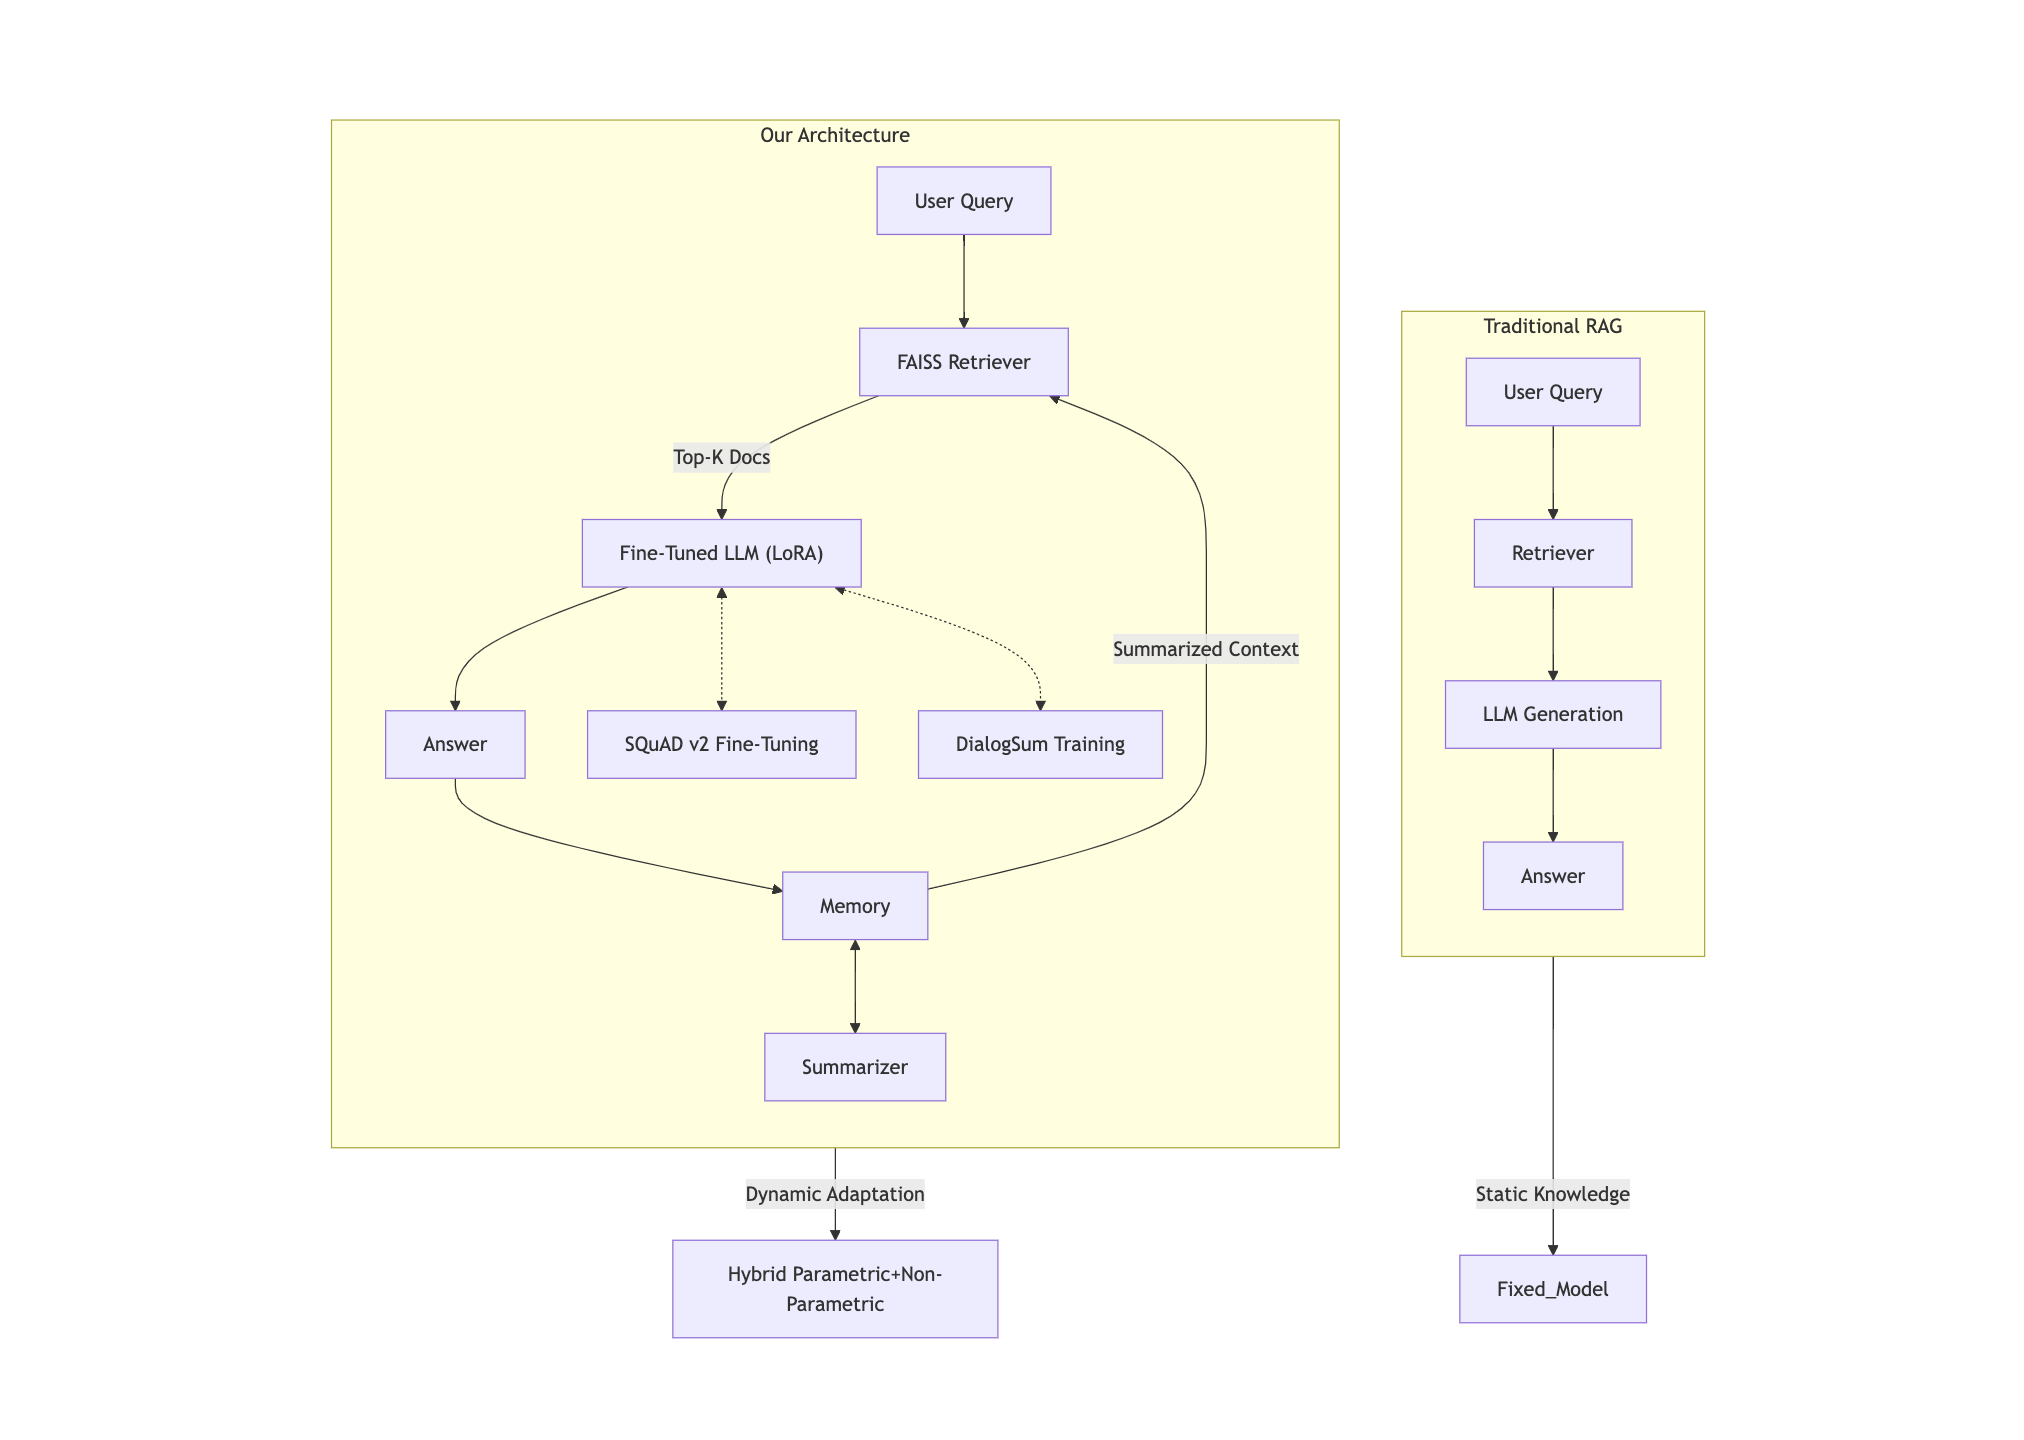 Our Architecture
User Query
FAISS Retriever
Top-K Docs
Fine-Tuned LLM (LoRA)
Summarized Context
Answer
SQuAD v2 Fine-Tuning
DialogSum Training
Memory
Summarizer
Dynamic Adaptation
Hybrid Parametric+Non-
Parametric
Traditional RAG
User Query
Retriever
LLM Generation
Answer
Static Knowledge
Fixed_Model